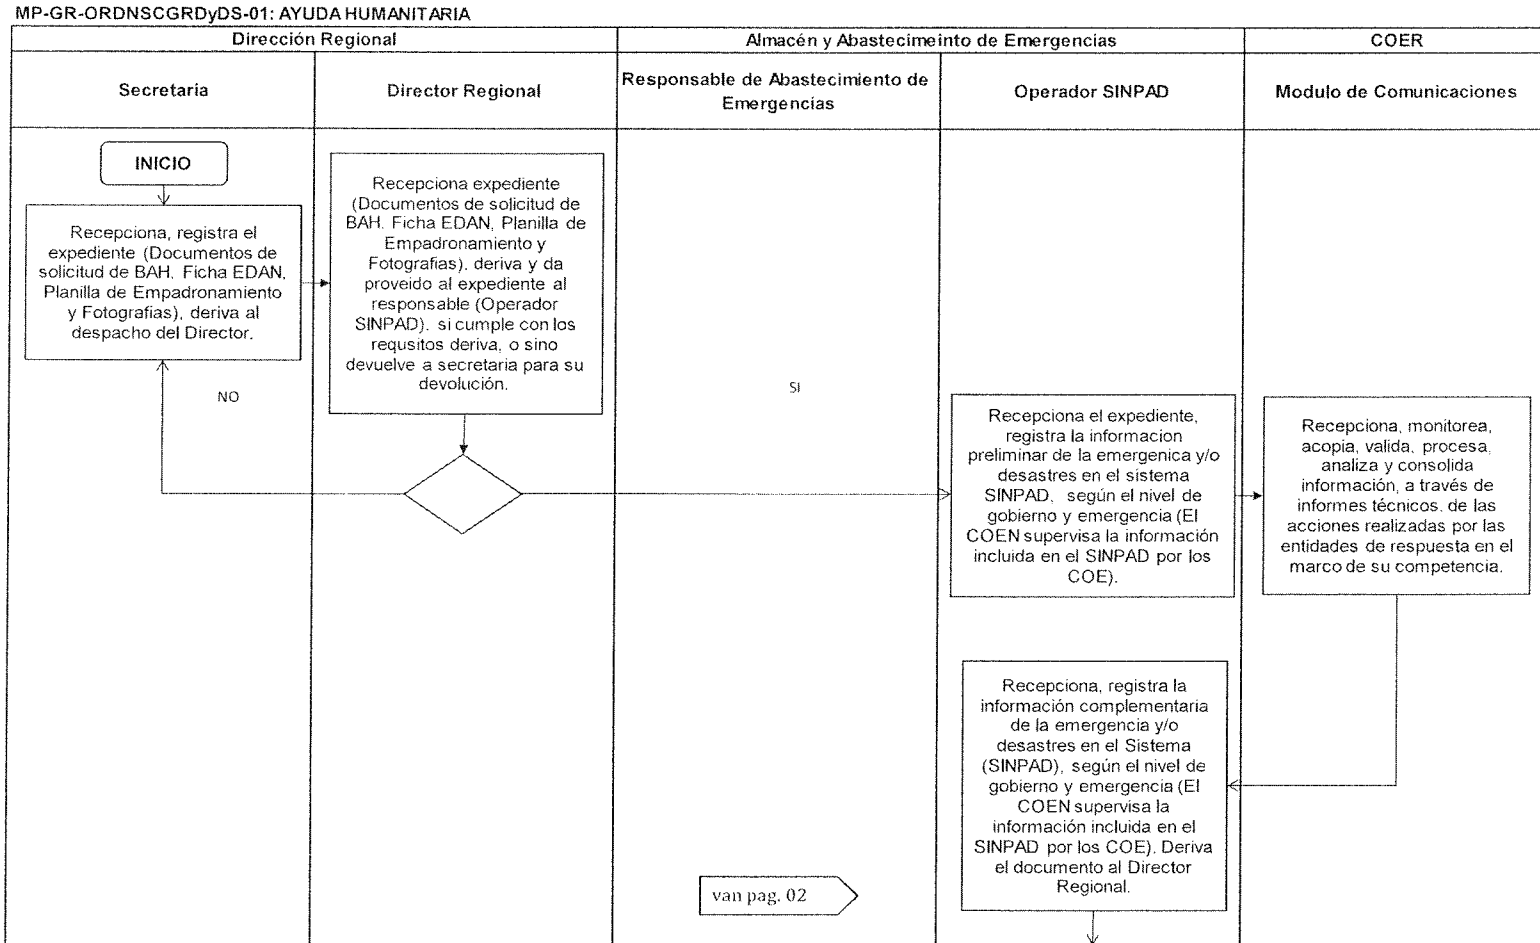 MP-GR-ORDNSCGRDyDS-01: AYUDA HUMANITARIA
Dirección Regional
Almacén y Abastecimeinto de Emergencias
COER
Secretaria
Director Regional
Responsable de Abastecimiento de
Emergencias
Operador SINPAD
Modulo de Comunicaciones
INICIO
Recepciona, registra el
expediente (Documentos de
solicitud de BAH. Ficha EDAN,
Planilla de Empadronamiento
y Fotografias), deriva al
despacho del Director.
Recepciona expediente
(Documentos de solicitud de
BAH. Ficha EDAN, Planilla de
Empadronamiento y
Fotografias). deriva y da
proveido al expediente al
responsable (Operador
SINPAD). si cumple con los
requsitos deriva, o sino
devuelve a secretaria para su
devolución.
NO
SI
Recepciona el expediente,
registra la informacion
preliminar de la emergenica y/o
desastres en el sistema
SINPAD, según el nivel de
gobierno y emergencia (El
COEN supervisa la información
incluida en el SINPAD por los
COE).
Recepciona, monitorea,
acopia, valida, procesa,
analiza y consolida
información, a través de
informes técnicos. de las
acciones realizadas por las
entidades de respuesta en el
marco de su competencia.
Recepciona, registra la
información complementaria
de la emergencia y/o
desastres en el Sistema
(SINPAD), según el nivel de
gobierno y emergencia (El
COEN supervisa la
información incluida en el
SINPAD por los COE). Deriva
el documento al Director
Regional.
van pag. 02